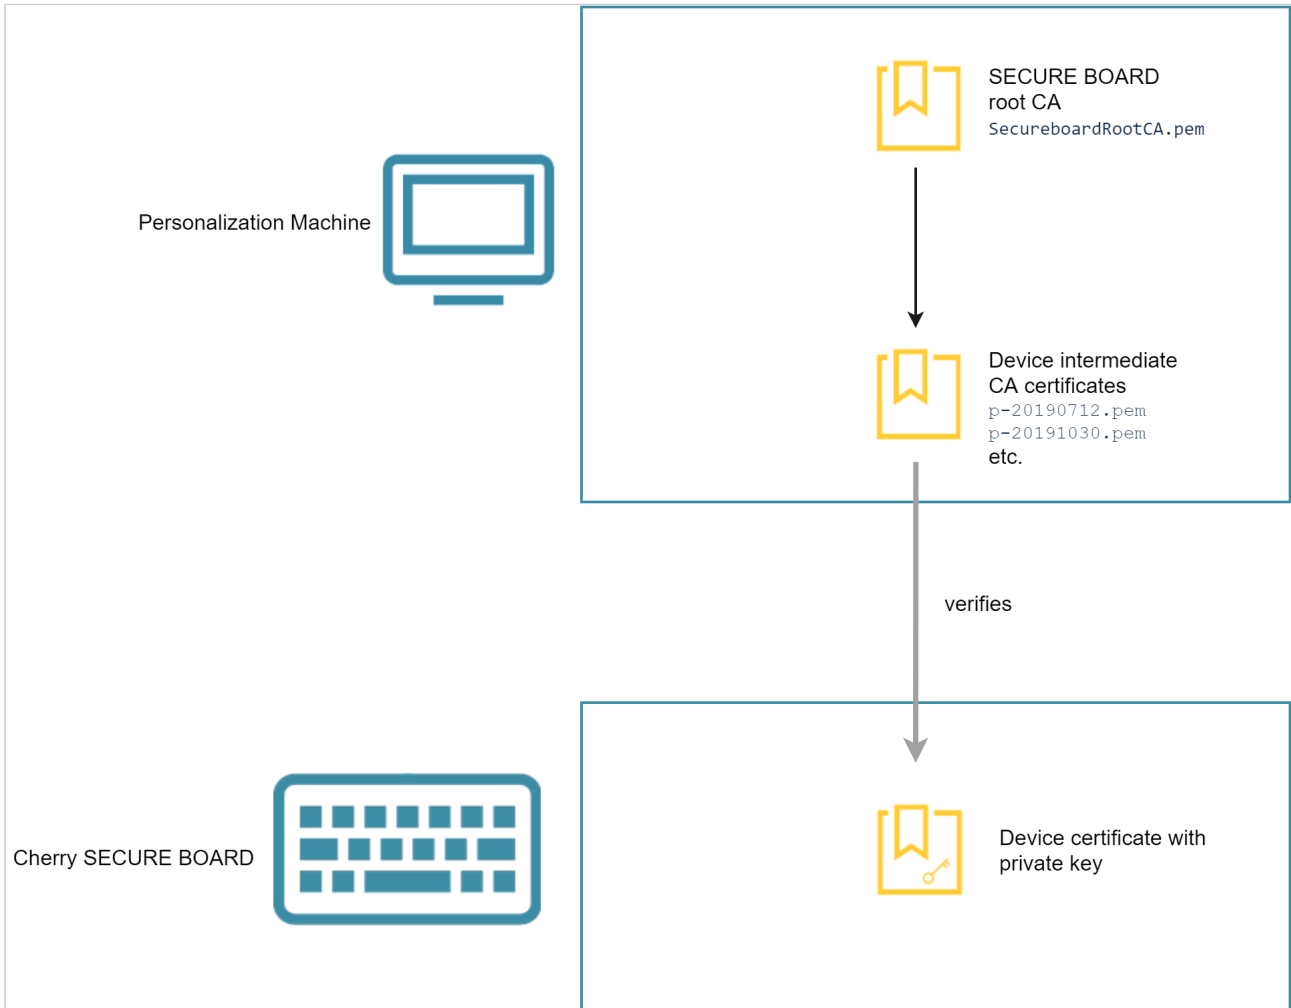 SECURE BOARD
root CA
SecureboardRootCA.pem
Personalization Machine
Device intermediate
CA certificates
p-20190712.pem
p-20191030.pem
etc.
verifies
Cherry SECURE BOARD
Device certificate with
private key